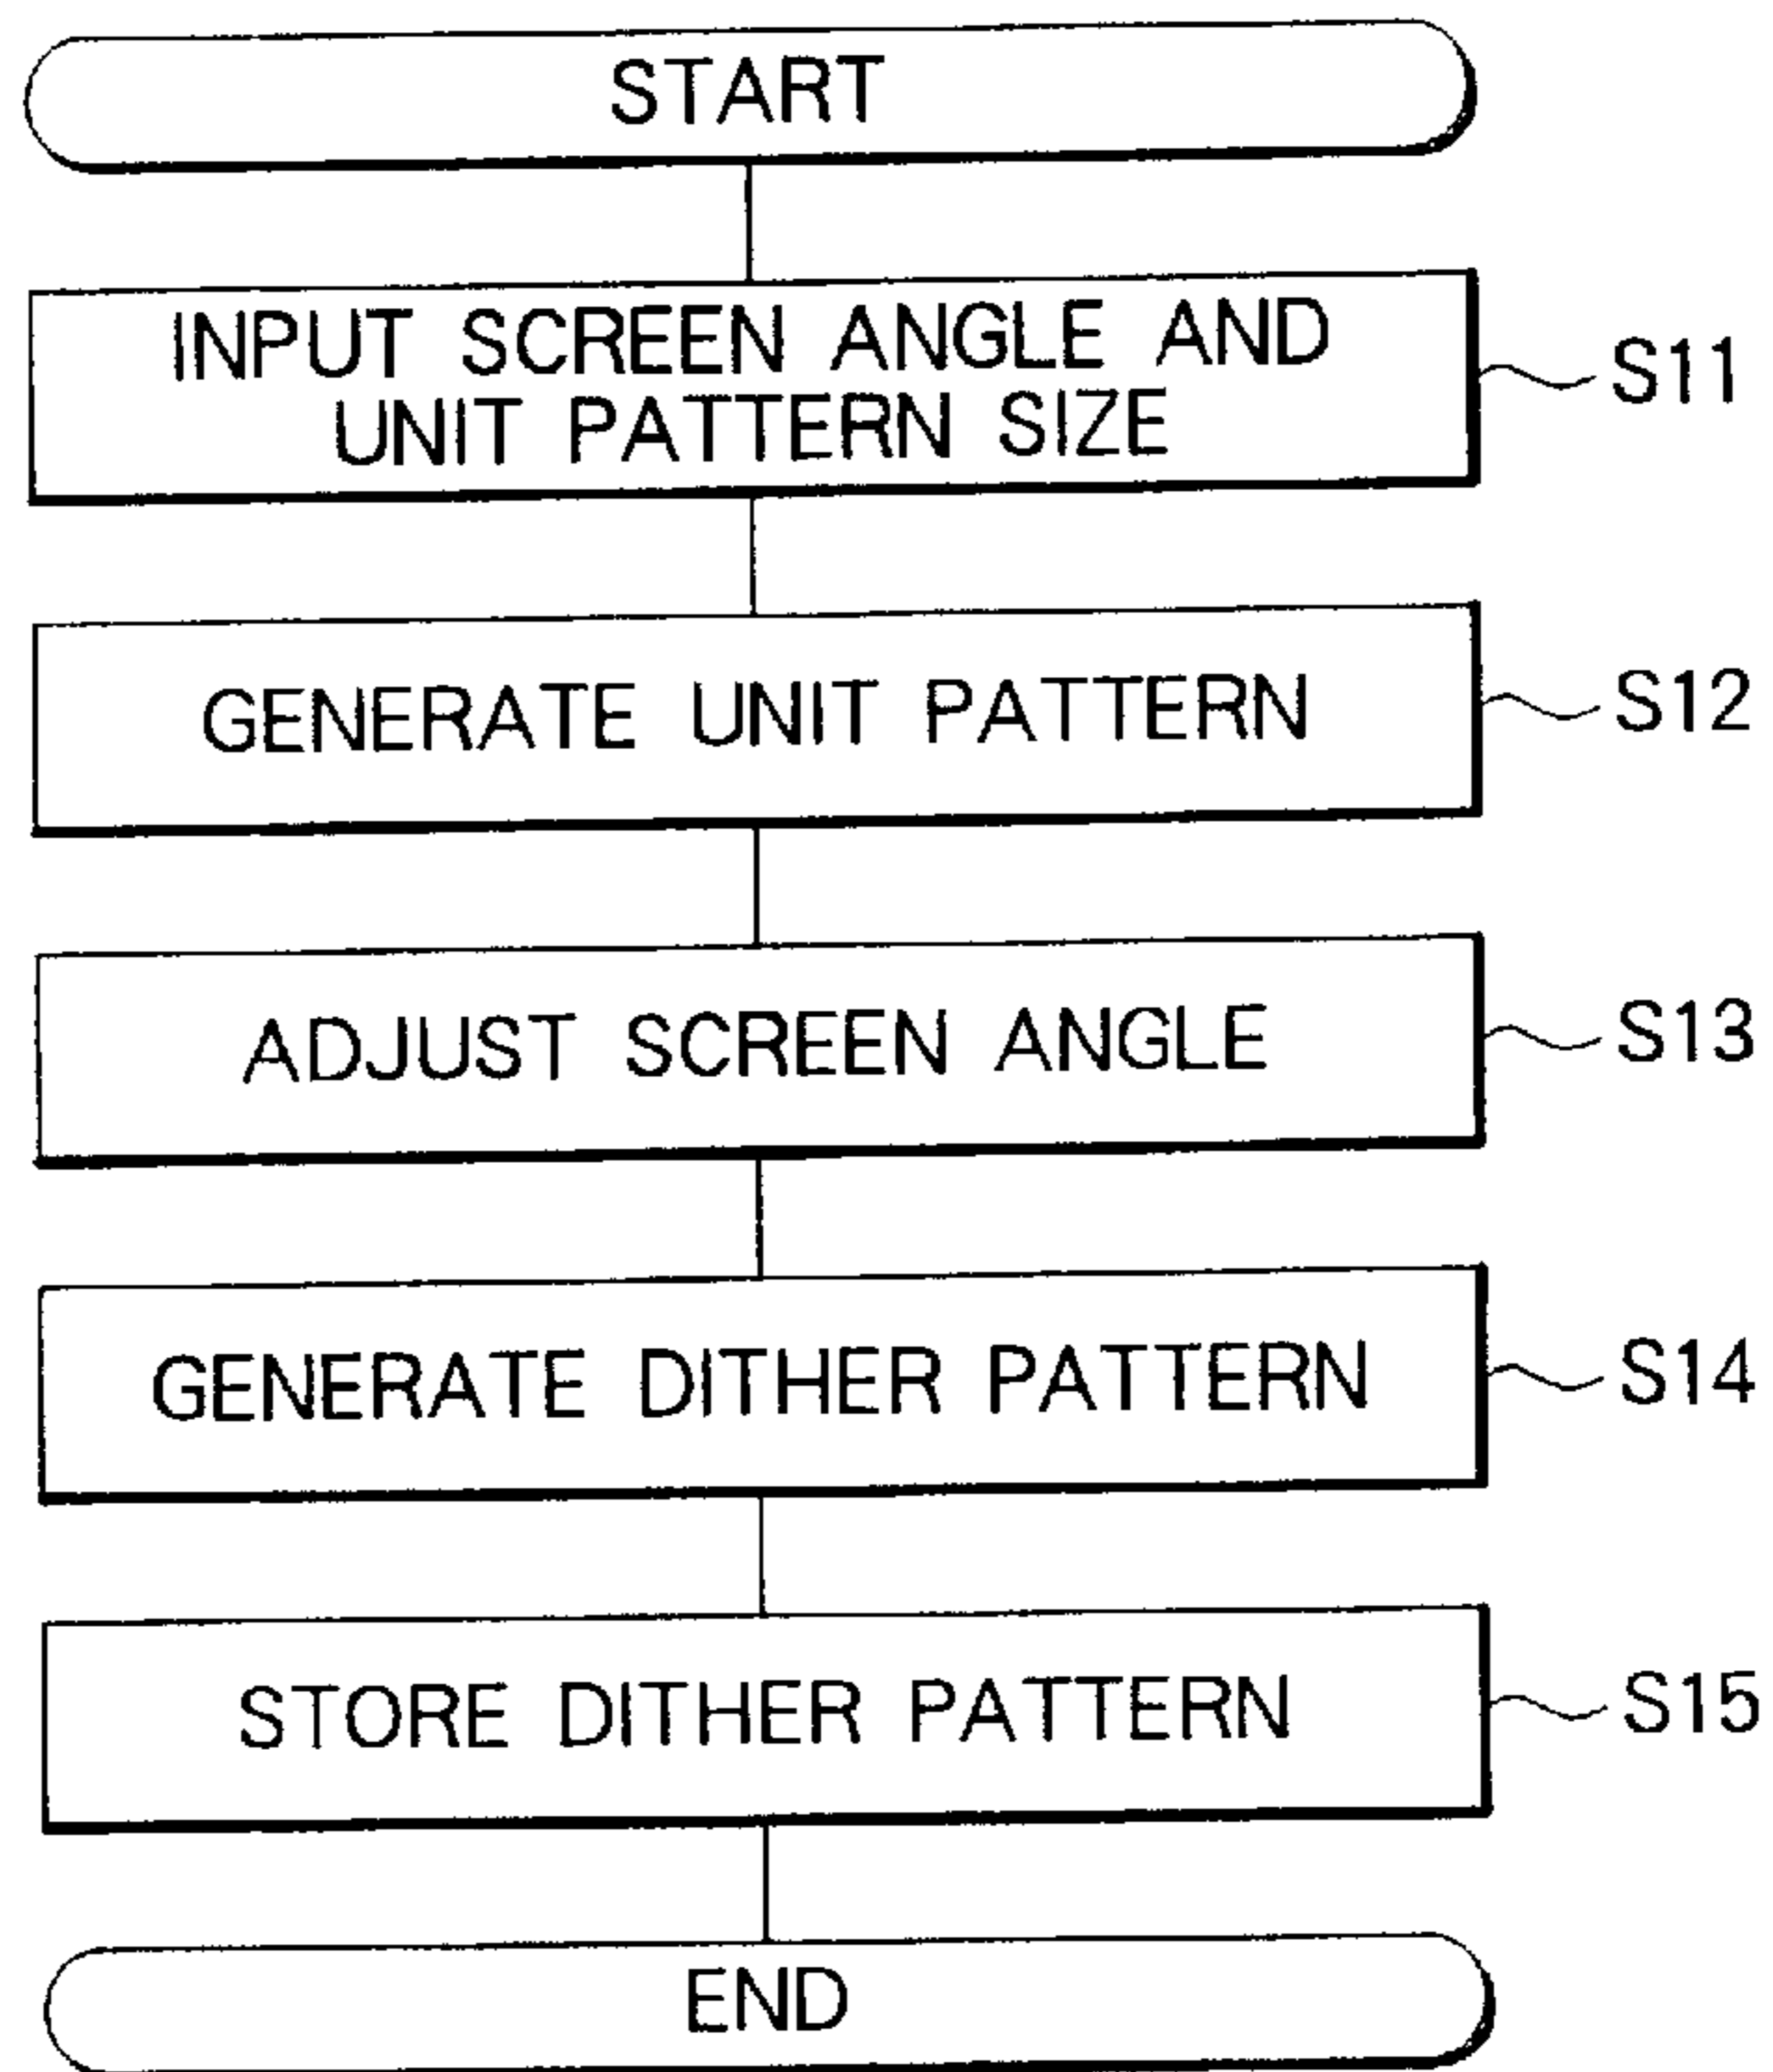 START
INPUT SCREEN ANGLE AND
UNIT PATTERN SIZE
S11
GENERATE UNIT PATTERN
S12
ADJUST SCREEN ANGLE
S13
GENERATE DITHER PATTERN
S14
STORE DITHER PATTERN
S15
END